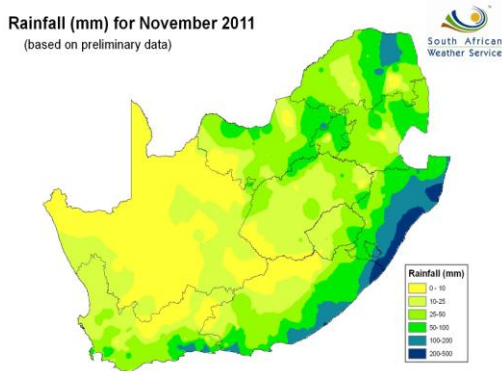 Rainfall (mm) for November 2011
(based on preliminary data)
South African
Weather Service
Rainfall (mm)
0 - 10
10-25
25-50
50-100
100-200
200-500